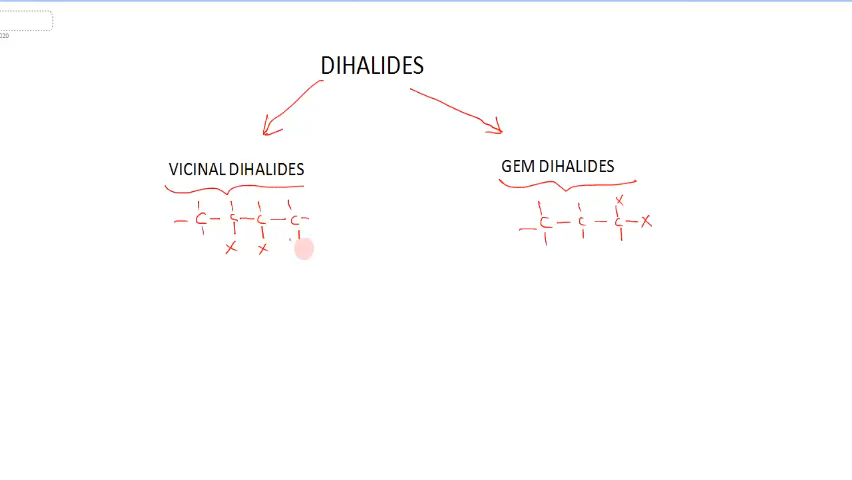 DIHALIDES
VICINAL DIHALIDES
GEM DIHALIDES
X
– C – C – C – C –
– C – C – C – X
X X